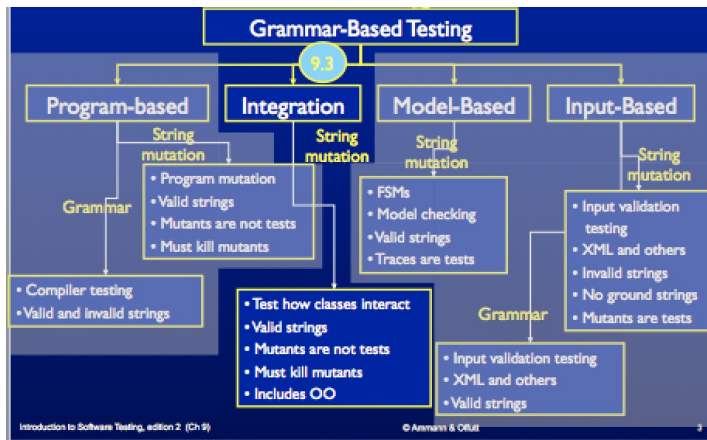 Grammar-Based Testing
9.3
Program-based
Integration
Model-Based
Input-Based
String
mutation
• Program mutation
• Valid strings
• Mutants are not tests
• Must kill mutants
Grammar
• Compiler testing
• Valid and invalid strings
String
mutation
• Test how classes interact
• Valid strings
• Mutants are not tests
• Must kill mutants
• Includes OO
String
mutation
• FSMs
• Model checking
• Valid strings
• Traces are tests
String
mutation
• Input validation
testing
• XML and others
• Invalid strings
• No ground strings
• Mutants are tests
Grammar
• Input validation testing
• XML and others
• Valid strings
Introduction to Software Testing, edition 2 (Ch 9)
© Ammann & Offutt
3